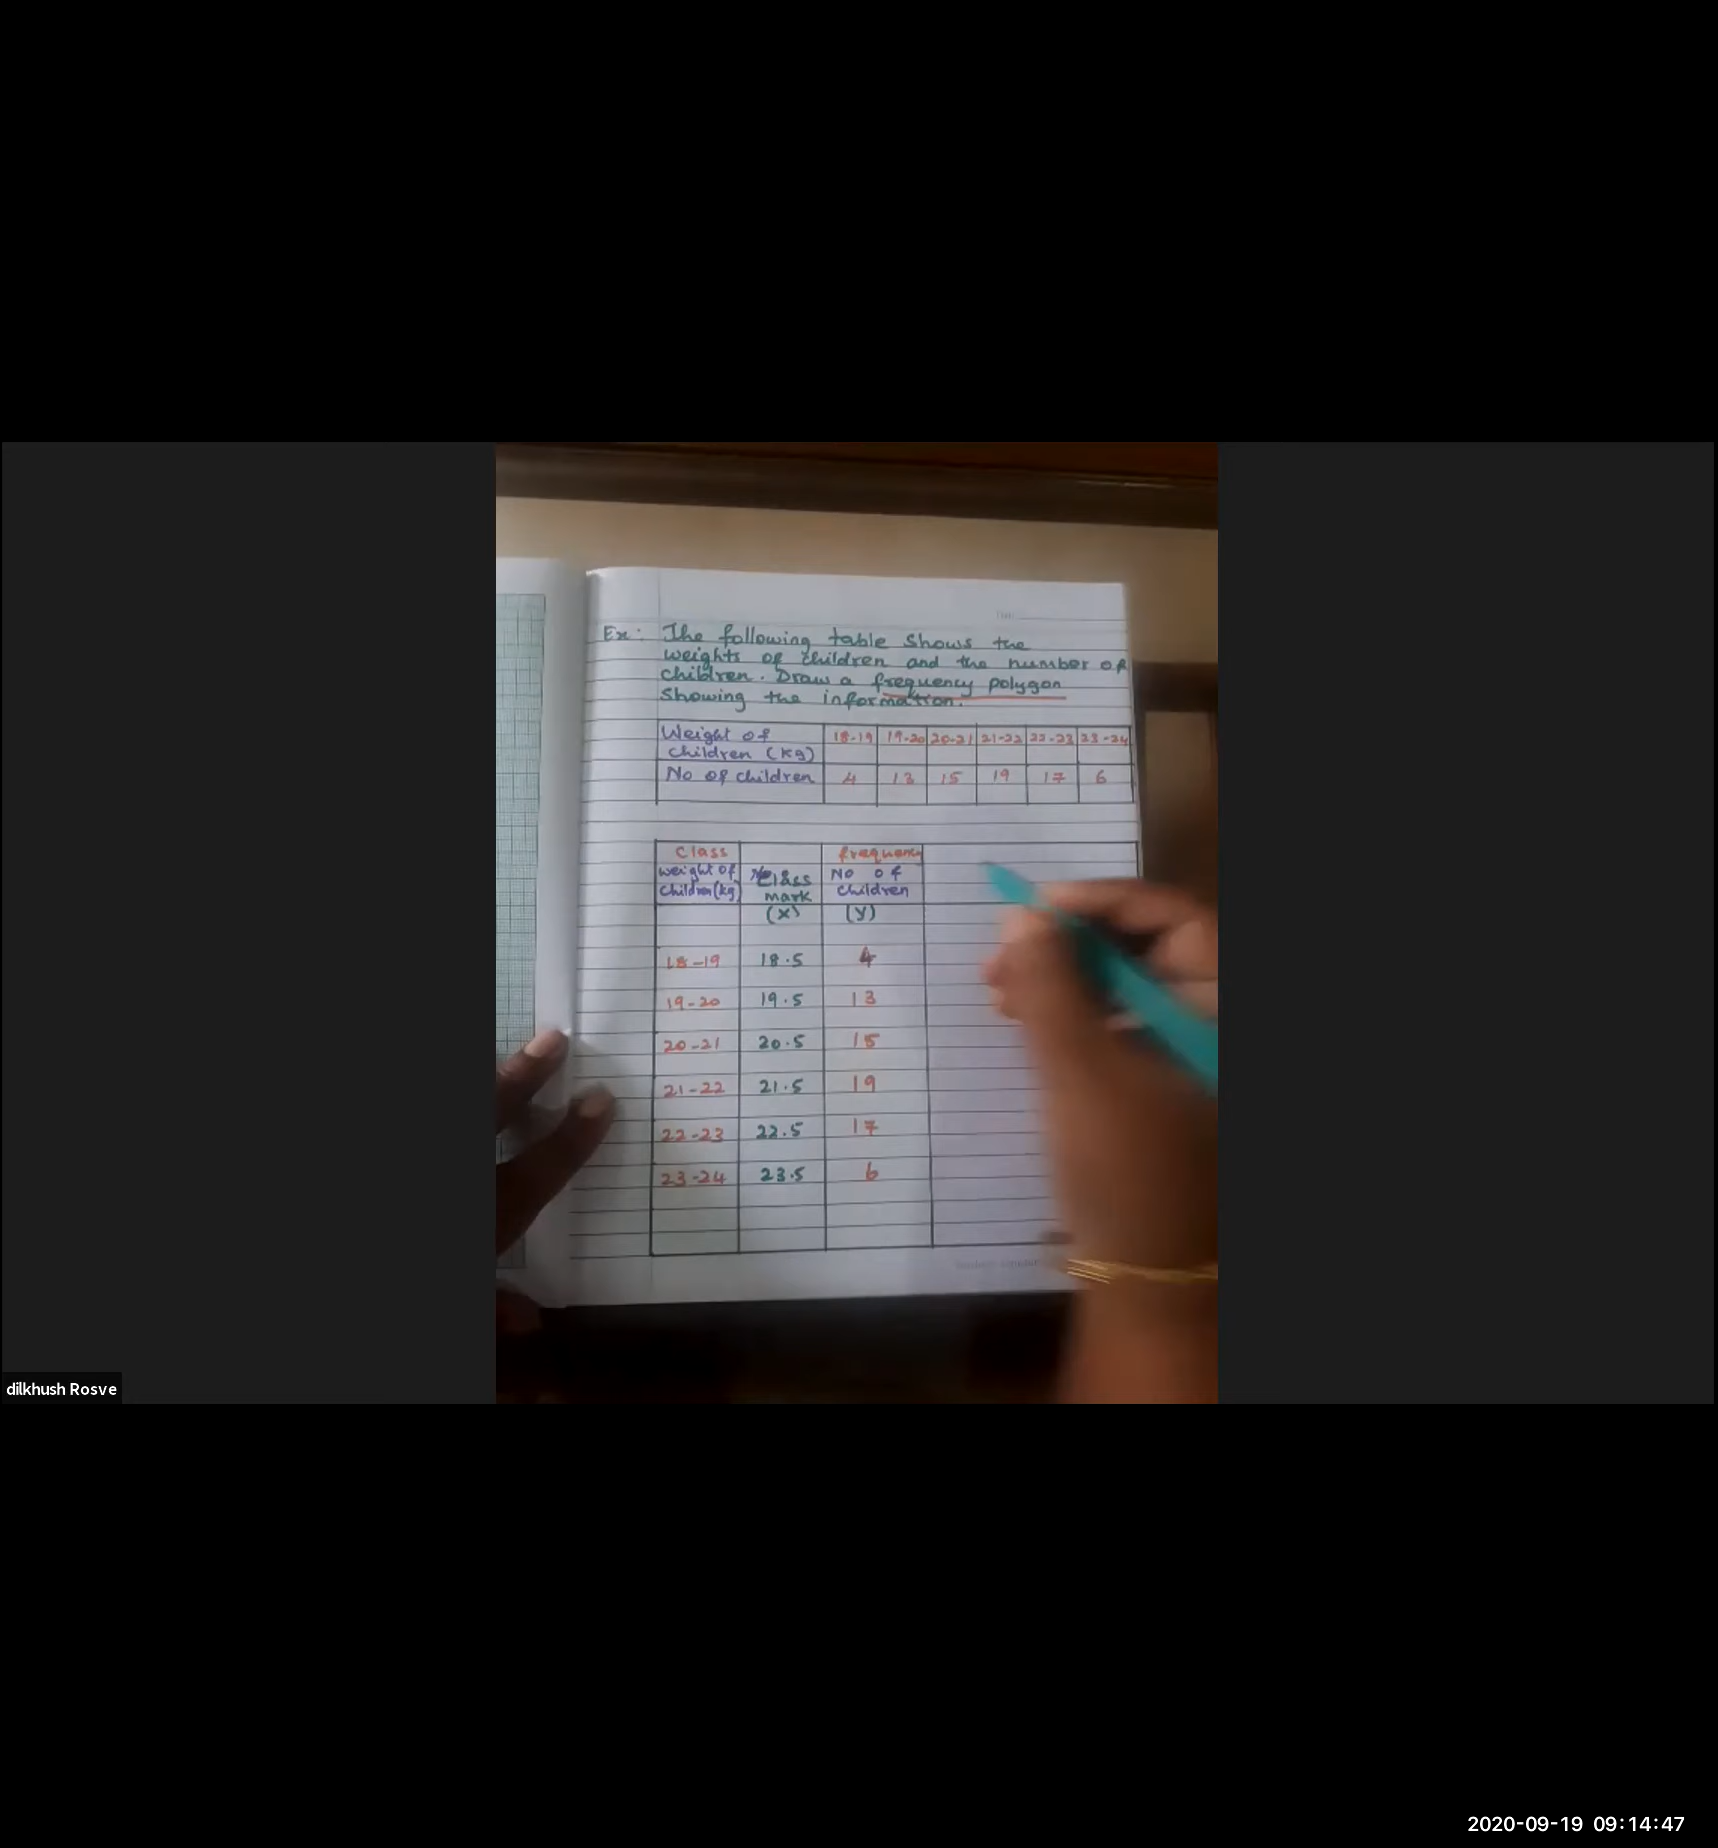 Ex: The following table shows the
weights of children and the number of
children. Draw a frequency polygon
showing the information.
Weight of children (kg) 18-19 19-20 20-21 21-22 22-23 23-24
No of children 4 13 15 19 17 6
Class weight of children (kg) Class mark (x) frequency No of children (y)
18-19 18.5 4
19-20 19.5 13
20-21 20.5 15
21-22 21.5 19
22-23 22.5 17
23-24 23.5 6
dilkhush Rosve
2020-09-19 09:14:47